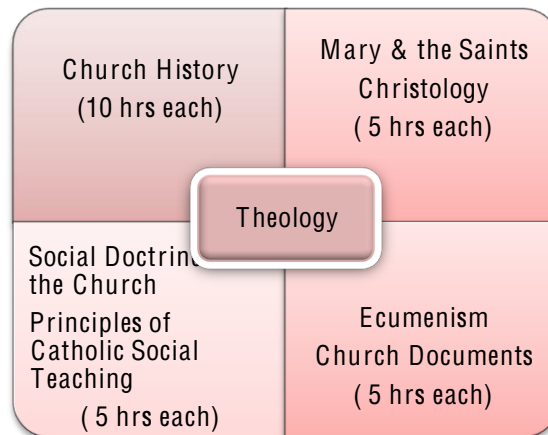 Church History
(10 hrs each)
Mary & the Saints
Christology
( 5 hrs each)
Theology
Social Doctrin
the Church
Principles of
Catholic Social
Teaching
( 5 hrs each)
Ecumenism
Church Documents
( 5 hrs each)